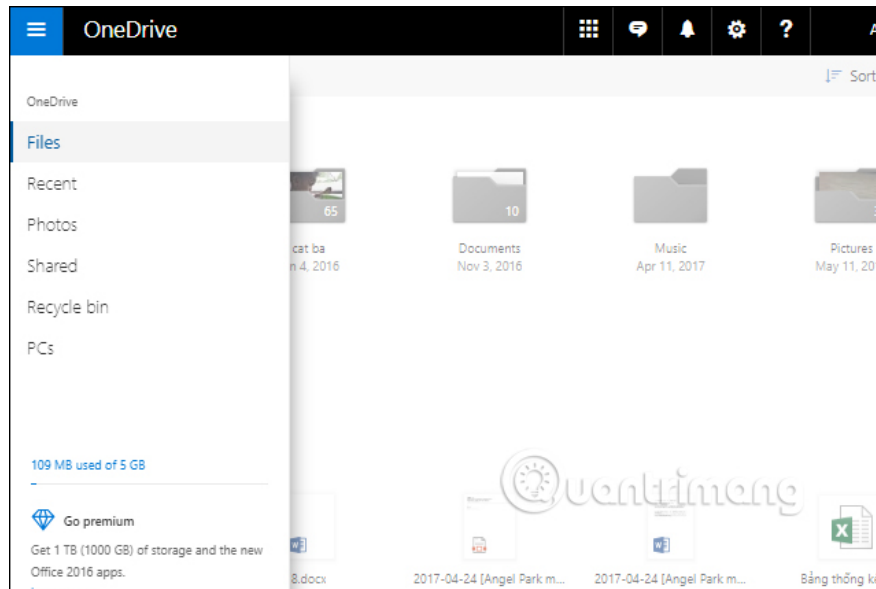 OneDrive
Sort
OneDrive
Files
Recent
Photos
Shared
Recycle bin
PCs
65
10
cat ba
Documents
Music
Pictures
4, 2016
Nov 3, 2016
Apr 11, 2017
May 11, 20
109 MB used of 5 GB
Go premium
Get 1 TB (1000 GB) of storage and the new
Office 2016 apps.
Quantrimang
8.docx
2017-04-24 [Angel Park m...
2017-04-24 [Angel Park m...
Bảng thống k